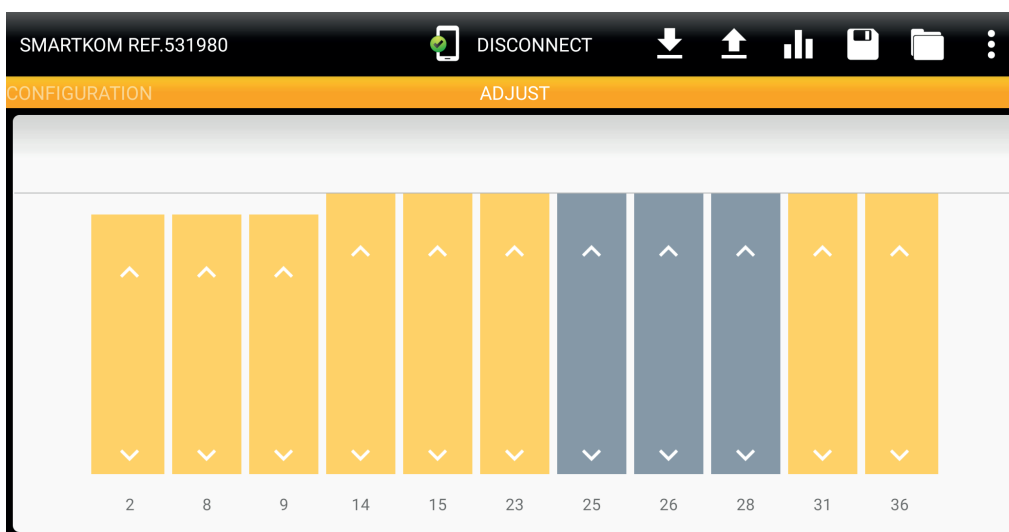 SMARTKOM REF.531980 DISCONNECT
CONFIGURATION ADJUST
2 8 9 14 15 23 25 26 28 31 36